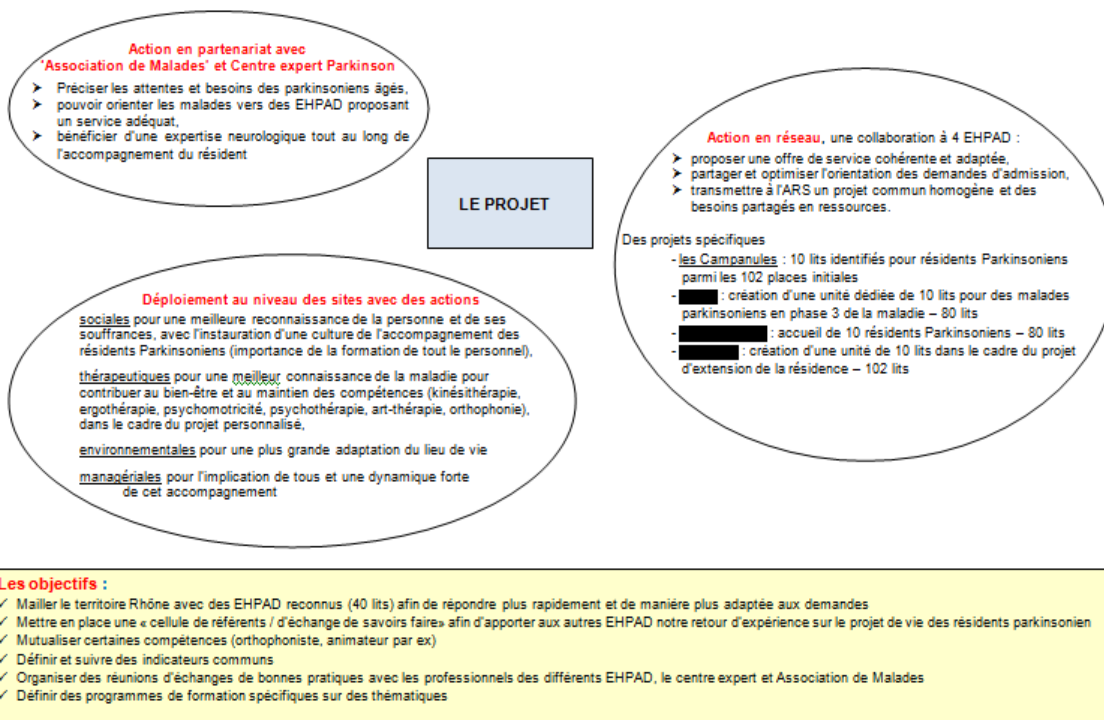 Action en partenariat avec
'Association de Malades' et Centre expert Parkinson
➤ Préciser les attentes et besoins des parkinsoniens âgés,
➤ pouvoir orienter les malades vers des EHPAD proposant
un service adéquat,
➤ bénéficier d'une expertise neurologique tout au long de
l'accompagnement du résident
LE PROJET
Action en réseau, une collaboration à 4 EHPAD :
➤ proposer une offre de service cohérente et adaptée,
➤ partager et optimiser l'orientation des demandes d'admission,
➤ transmettre à l'ARS un projet commun homogène et des
besoins partagés en ressources.
Des projets spécifiques
- les Campanules : 10 lits identifiés pour résidents Parkinsoniens
parmi les 102 places initiales
- : création d'une unité dédiée de 10 lits pour des malades
parkinsoniens en phase 3 de la maladie – 80 lits
- : accueil de 10 résidents Parkinsoniens – 80 lits
- : création d'une unité de 10 lits dans le cadre du projet
d'extension de la résidence – 102 lits
Déploiement au niveau des sites avec des actions
sociales pour une meilleure reconnaissance de la personne et de ses
souffrances, avec l'instauration d'une culture de l'accompagnement des
résidents Parkinsoniens (importance de la formation de tout le personnel),
thérapeutiques pour une meilleur connaissance de la maladie pour
contribuer au bien-être et au maintien des compétences (kinésithérapie,
ergothérapie, psychomotricité, psychothérapie, art-thérapie, orthophonie),
dans le cadre du projet personnalisé,
environnementales pour une plus grande adaptation du lieu de vie
managériales pour l'implication de tous et une dynamique forte
de cet accompagnement
Les objectifs :
✓ Mailler le territoire Rhône avec des EHPAD reconnus (40 lits) afin de répondre plus rapidement et de manière plus adaptée aux demandes
✓ Mettre en place une « cellule de référents / d'échange de savoirs faire» afin d'apporter aux autres EHPAD notre retour d'expérience sur le projet de vie des résidents parkinsonien
✓ Mutualiser certaines compétences (orthophoniste, animateur par ex)
✓ Définir et suivre des indicateurs communs
✓ Organiser des réunions d'échanges de bonnes pratiques avec les professionnels des différents EHPAD, le centre expert et Association de Malades
✓ Définir des programmes de formation spécifiques sur des thématiques